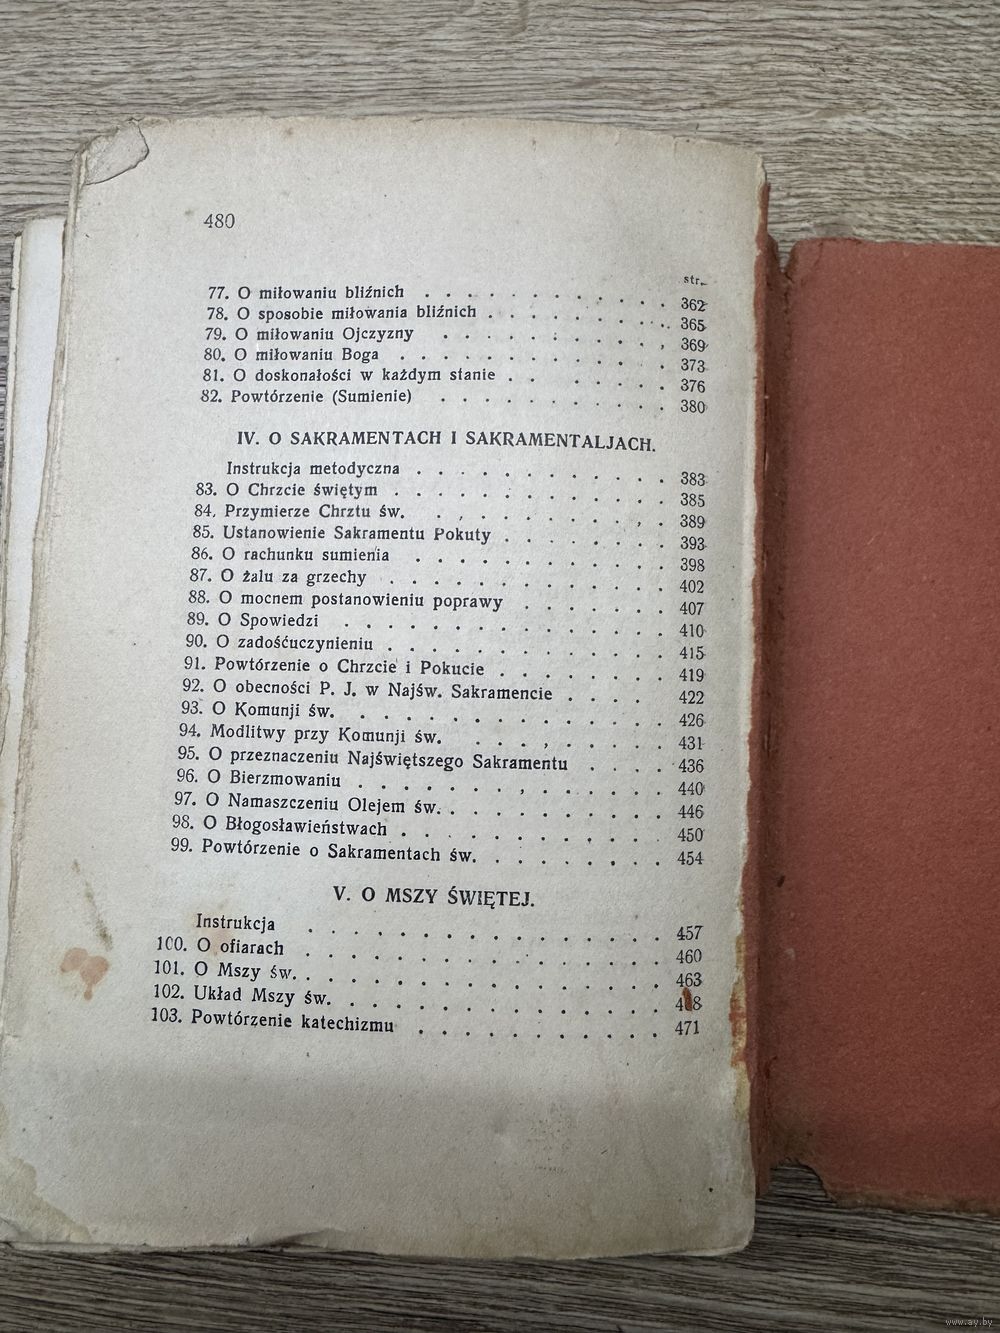 480
str.
77. O miłowaniu bliźnich . . . . . . . . . . . . 362
78. O sposobie miłowania bliźnich . . . . . . . . . 365
79. O miłowaniu Ojczyzny . . . . . . . . . . . 369
80. O miłowaniu Boga . . . . . . . . . . . . 373
81. O doskonałości w każdym stanie . . . . . . . 376
82. Powtórzenie (Sumienie) . . . . . . . . . . . 380
IV. O SAKRAMENTACH I SAKRAMENTALJACH.
Instrukcja metodyczna . . . . . . . . . . . 383
83. O Chrzcie świętym . . . . . . . . . . . . 385
84. Przymierze Chrztu św. . . . . . . . . . . . 389
85. Ustanowienie Sakramentu Pokuty . . . . . . . . 393
86. O rachunku sumienia . . . . . . . . . . . 398
87. O żalu za grzechy . . . . . . . . . . . . 402
88. O mocnem postanowieniu poprawy . . . . . . . 407
89. O Spowiedzi . . . . . . . . . . . . . . 410
90. O zadośćuczynieniu . . . . . . . . . . . . 415
91. Powtórzenie o Chrzcie i Pokucie . . . . . . . . 419
92. O obecności P. J. w Najśw. Sakramencie . . . . 422
93. O Komunji św. . . . . . . . . . . . . . 426
94. Modlitwy przy Komunji św. . . . . . . . . . 431
95. O przeznaczeniu Najświętszego Sakramentu . . . . 436
96. O Bierzmowaniu . . . . . . . . . . . . . 440
97. O Namaszczeniu Olejem św. . . . . . . . . . . 446
98. O Błogosławieństwach . . . . . . . . . . . 450
99. Powtórzenie o Sakramentach św. . . . . . . . . 454
V. O MSZY ŚWIĘTEJ.
Instrukcja . . . . . . . . . . . . . . . 457
100. O ofiarach . . . . . . . . . . . . . . . 460
101. O Mszy św. . . . . . . . . . . . . . . . 463
102. Układ Mszy św. . . . . . . . . . . . . .
103. Powtórzenie katechizmu . . . . . . . . . . 471
www.ay.by